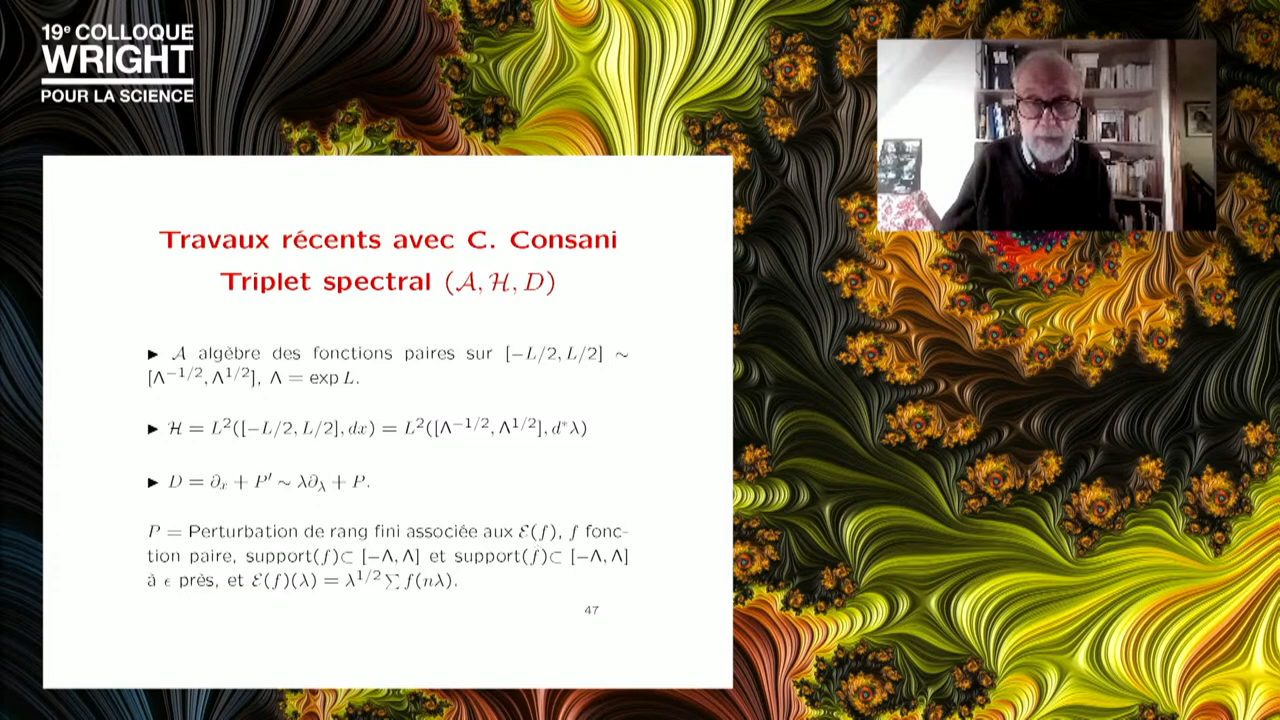 19e COLLOQUE
WRIGHT
POUR LA SCIENCE
Travaux récents avec C. Consani
Triplet spectral (𝒜, ℋ, D)
► 𝒜 algèbre des fonctions paires sur [−L/2, L/2] ∼
[Λ^{−1/2}, Λ^{1/2}], Λ = exp L.
► ℋ = L²([−L/2, L/2], dx) = L²([Λ^{−1/2}, Λ^{1/2}], d*λ)
► D = ∂ₓ + P′ ∼ λ∂_λ + P.
P = Perturbation de rang fini associée aux ℰ(f), f fonc-
tion paire, support(f)⊂ [−Λ, Λ] et support(f̂)⊂ [−Λ, Λ]
à ϵ près, et ℰ(f)(λ) = λ^{1/2} ∑ f(nλ).
47